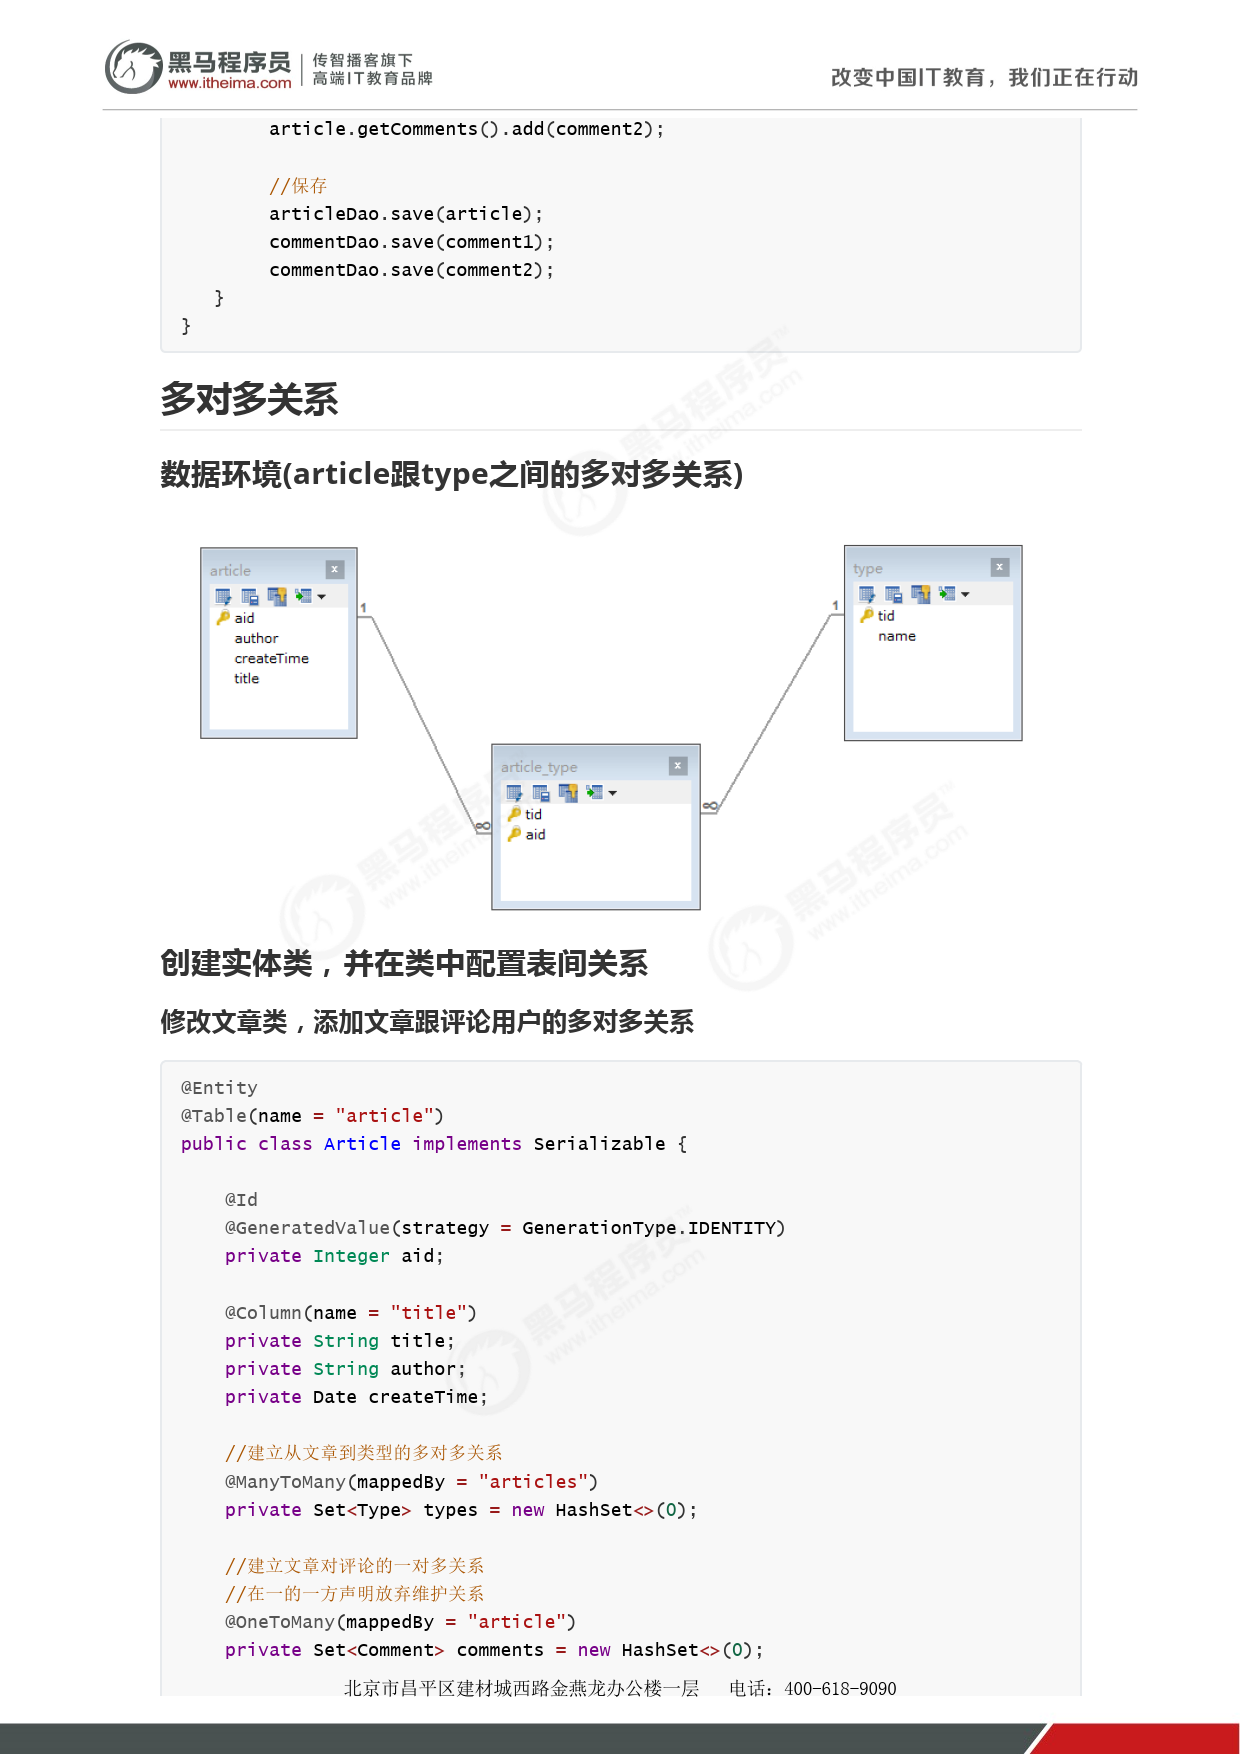 黑马程序员 传智播客旗下
www.itheima.com 高端IT教育品牌
改变中国IT教育，我们正在行动
article.getComments().add(comment2);
//保存
articleDao.save(article);
commentDao.save(comment1);
commentDao.save(comment2);
}
}
多对多关系
数据环境(article跟type之间的多对多关系)
article
aid
author
createTime
title
1
type
tid
name
1
article_type
tid
aid
∞
∞
创建实体类，并在类中配置表间关系
修改文章类，添加文章跟评论用户的多对多关系
@Entity
@Table(name = "article")
public class Article implements Serializable {
@Id
@GeneratedValue(strategy = GenerationType.IDENTITY)
private Integer aid;
@Column(name = "title")
private String title;
private String author;
private Date createTime;
//建立从文章到类型的多对多关系
@ManyToMany(mappedBy = "articles")
private Set<Type> types = new HashSet<>(0);
//建立文章对评论的一对多关系
//在一的一方声明放弃维护关系
@OneToMany(mappedBy = "article")
private Set<Comment> comments = new HashSet<>(0);
北京市昌平区建材城西路金燕龙办公楼一层 电话：400-618-9090